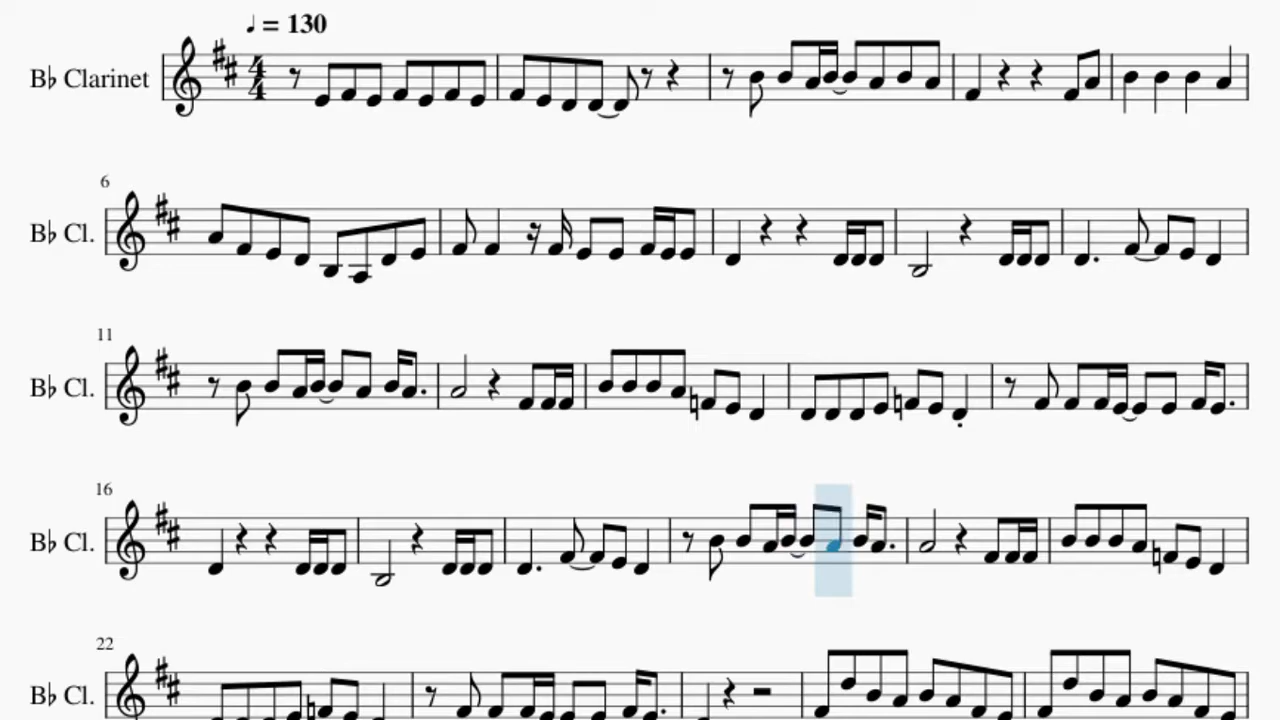 ♩ = 130
B♭ Clarinet
4
4
6
B♭ Cl.
11
B♭ Cl.
16
B♭ Cl.
22
B♭ Cl.